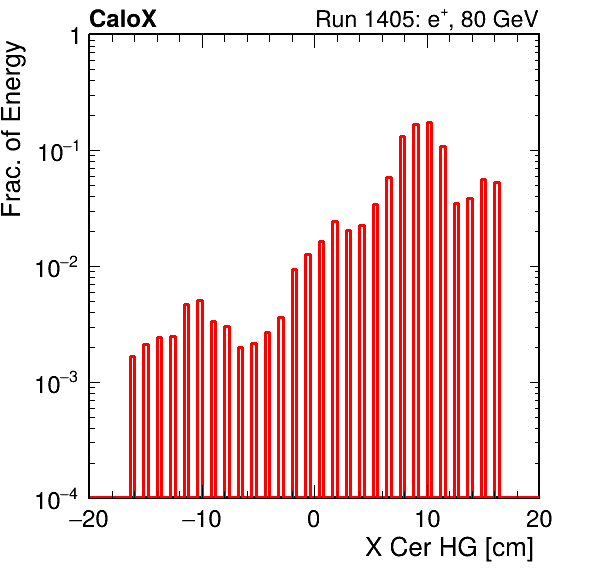 CaloX
Run 1405: e⁺, 80 GeV
Frac. of Energy
1
10⁻¹
10⁻²
10⁻³
10⁻⁴
−20
−10
0
10
20
X Cer HG [cm]